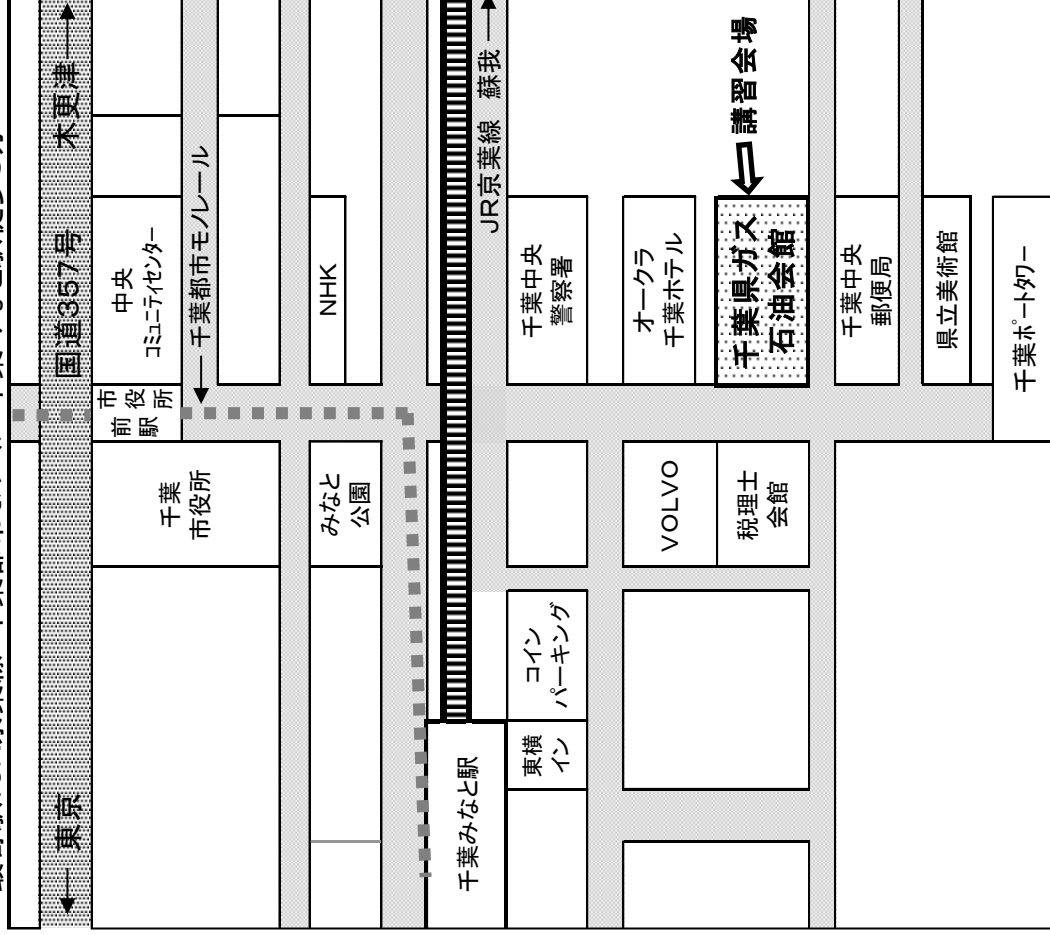 ← 東京
国道357号
木更津 →
千葉
市役所
市役所
前駅
中央
コミュニティセンター
← 千葉都市モノレール
みなと
公園
NHK
千葉みなと駅
JR京葉線 蘇我 →
東横
イン
コイン
パーキング
千葉中央
警察署
VOLVO
オークラ
千葉ホテル
税理士
会館
千葉県ガス
石油会館
講習会場
千葉中央
郵便局
県立美術館
千葉ポートタワー